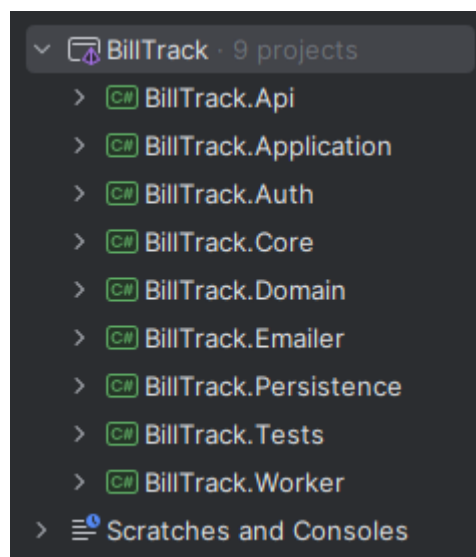 BillTrack · 9 projects
C# BillTrack.Api
C# BillTrack.Application
C# BillTrack.Auth
C# BillTrack.Core
C# BillTrack.Domain
C# BillTrack.Emailer
C# BillTrack.Persistence
C# BillTrack.Tests
C# BillTrack.Worker
Scratches and Consoles